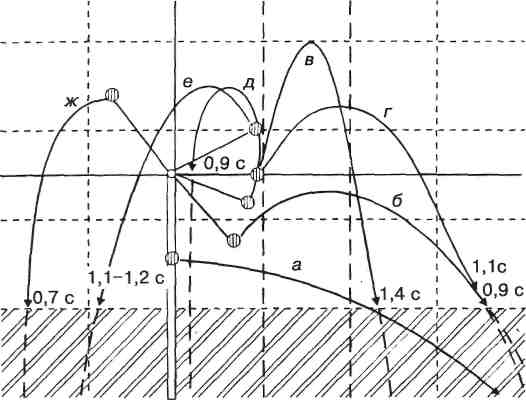 в
е
д
ж
г
0,9 с
б
а
1,1–1,2 с
1,1с
0,7 с
1,4 с
0,9 с